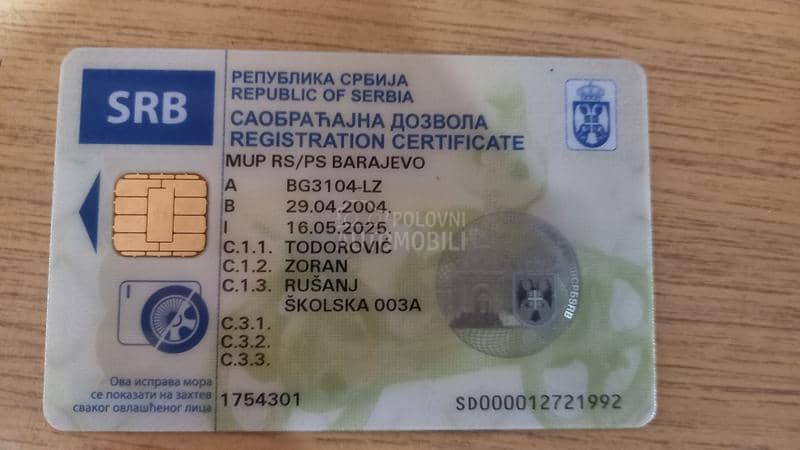 SRB
РЕПУБЛИКА СРБИЈА
REPUBLIC OF SERBIA
САОБРАЋАЈНА ДОЗВОЛА
REGISTRATION CERTIFICATE
MUP RS/PS BARAJEVO
A BG3104-LZ
B 29.04.2004.
I 16.05.2025.
POLOVNI
AUTOMOBILI
C.1.1. TODOROVIĆ
C.1.2. ZORAN
C.1.3. RUŠANJ
ŠKOLSKA 003A
C.3.1.
C.3.2.
C.3.3.
I
Ова исправа мора
се показати на захтев
сваког овлашћеног лица
1754301
SD000012721992